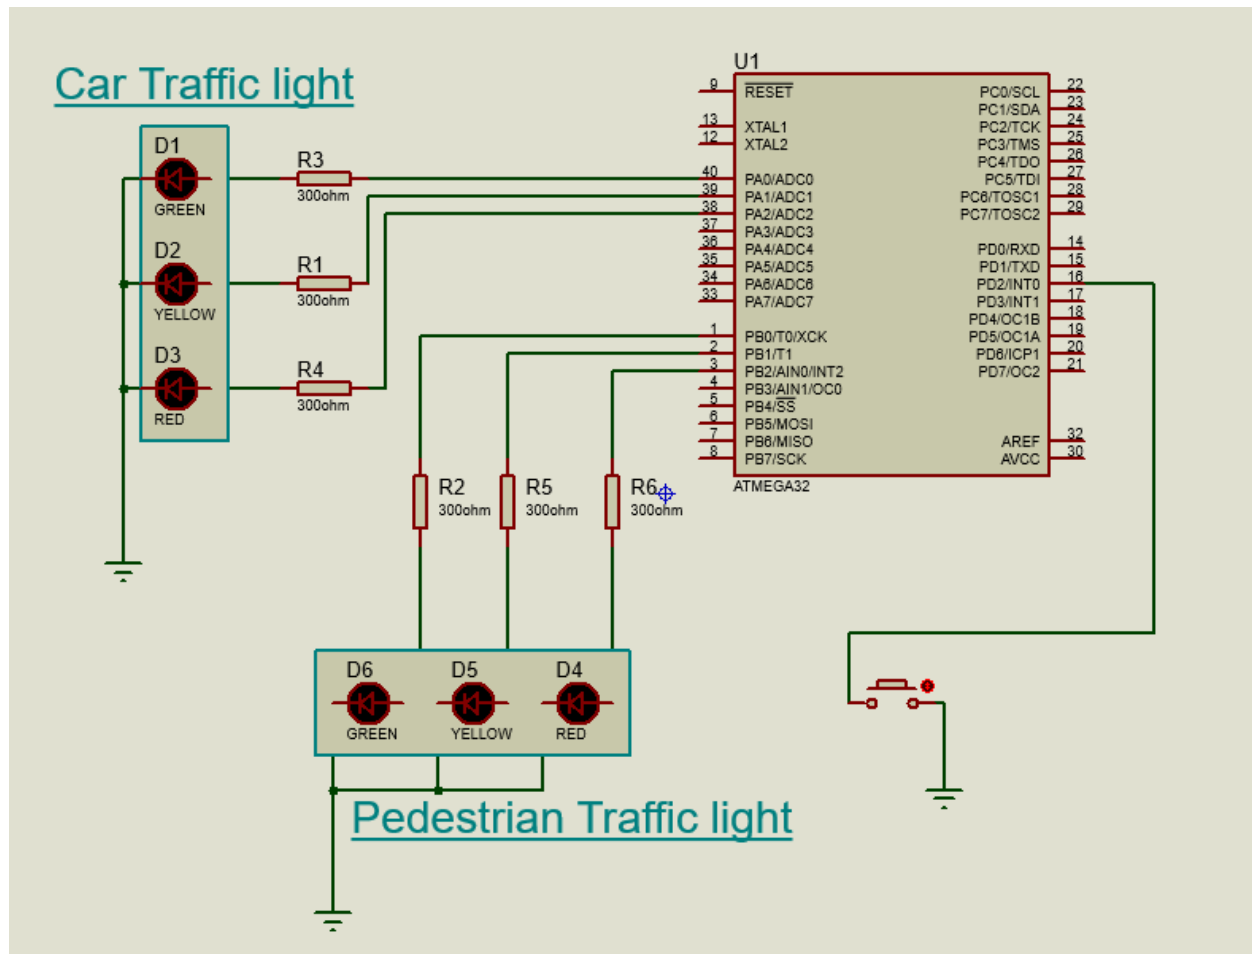 Car Traffic light
D1
GREEN
D2
YELLOW
D3
RED
R3
300ohm
R1
300ohm
R4
300ohm
U1
9 RESET
13 XTAL1
12 XTAL2
40 PA0/ADC0
39 PA1/ADC1
38 PA2/ADC2
37 PA3/ADC3
36 PA4/ADC4
35 PA5/ADC5
34 PA6/ADC6
33 PA7/ADC7
1 PB0/T0/XCK
2 PB1/T1
3 PB2/AIN0/INT2
4 PB3/AIN1/OC0
5 PB4/SS
6 PB5/MOSI
7 PB6/MISO
8 PB7/SCK
PC0/SCL 22
PC1/SDA 23
PC2/TCK 24
PC3/TMS 25
PC4/TDO 26
PC5/TDI 27
PC6/TOSC1 28
PC7/TOSC2 29
PD0/RXD 14
PD1/TXD 15
PD2/INT0 16
PD3/INT1 17
PD4/OC1B 18
PD5/OC1A 19
PD6/ICP1 20
PD7/OC2 21
AREF 32
AVCC 30
ATMEGA32
R2
300ohm
R5
300ohm
R6
300ohm
D6
GREEN
D5
YELLOW
D4
RED
Pedestrian Traffic light